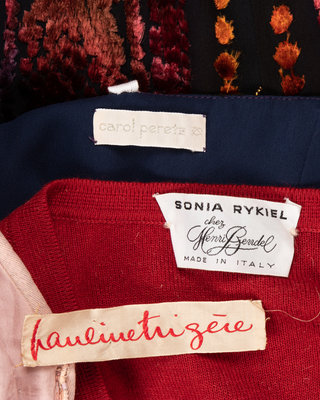 carol peretz
SONIA RYKIEL
chez
Henri Bendel
MADE IN ITALY
paulinetrigère